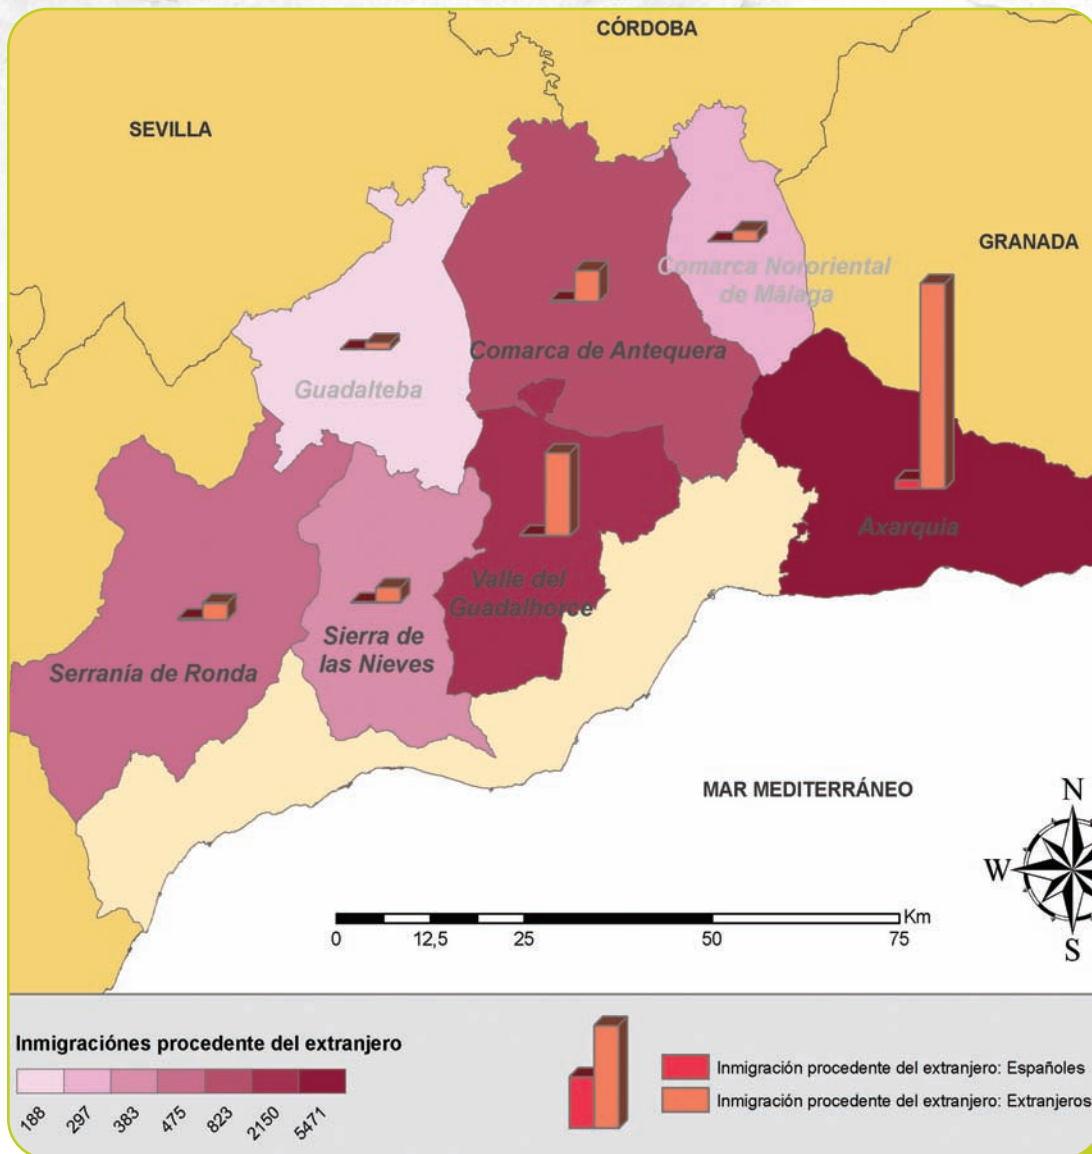 CÓRDOBA
SEVILLA
GRANADA
Comarca Nororiental
de Málaga
Comarca de Antequera
Guadalteba
Axarquia
Valle del
Guadalhorce
Sierra de
las Nieves
Serranía de Ronda
MAR MEDITERRÁNEO
N
W
S
Km
0
12,5
25
50
75
Inmigraciónes procedente del extranjero
188
297
383
475
823
2150
5471
Inmigración procedente del extranjero: Españoles
Inmigración procedente del extranjero: Extranjeros